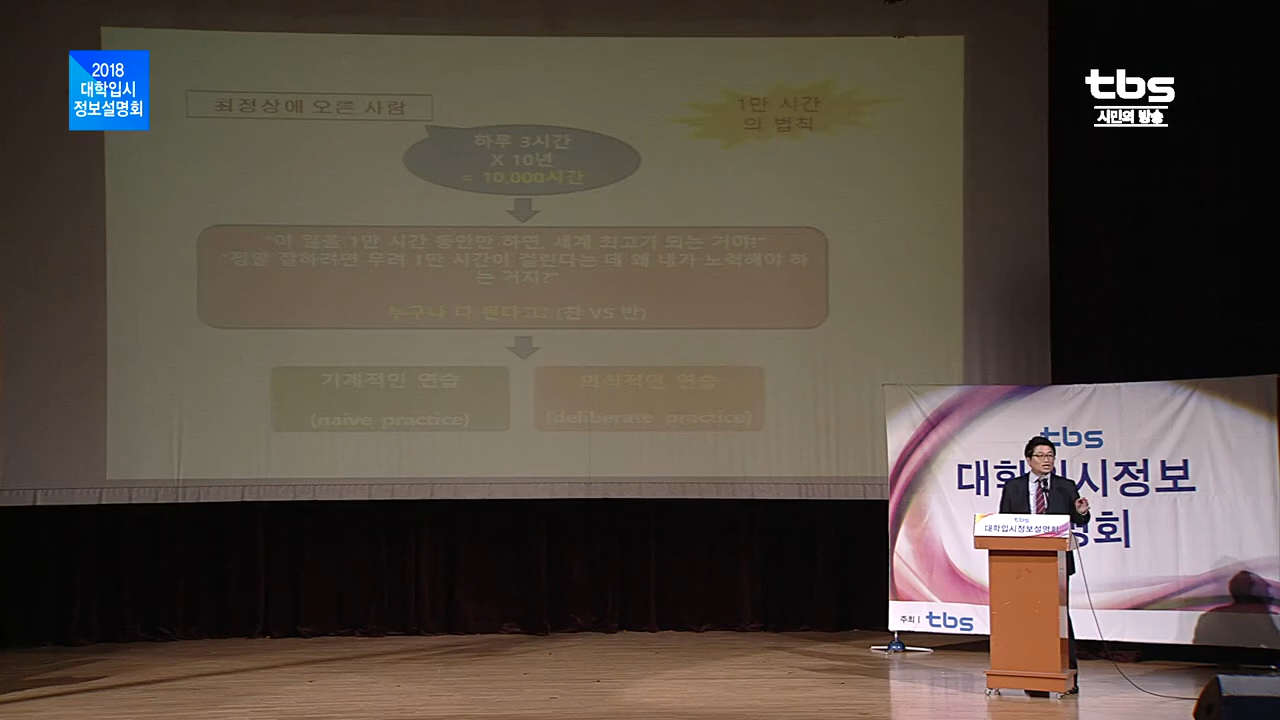 2018
대학입시
정보설명회
tbs
시민의 방송
최정상에 오른 사람
1만 시간
의 법칙
하루 3시간
X 10년
= 10,000시간
"이 일을 1만 시간 동안만 하면, 세계 최고가 되는 거야!"
"정말 잘하려면 무려 1만 시간이 걸린다는 데 왜 내가 노력해야 하
는 거지?"
누구나 다 된다고? (찬 VS 반)
기계적인 연습
(naive practice)
의식적인 연습
(deliberate practice)
tbs
대학입시정보
설명회
tbs
대학입시정보설명회
주최 | tbs